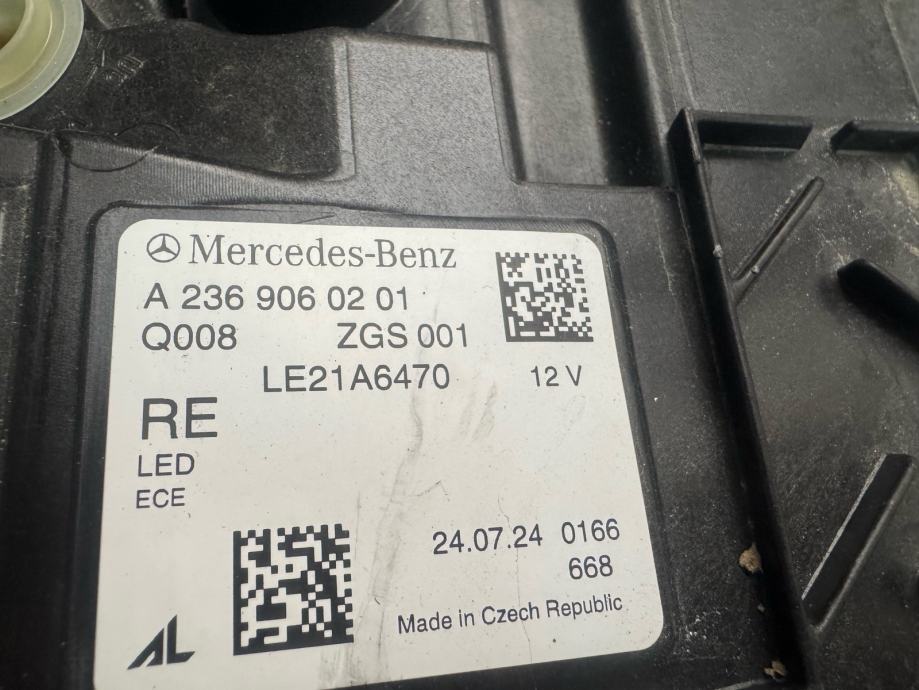 Mercedes-Benz
A 236 906 02 01
Q008 ZGS 001
LE21A6470 12 V
RE
LED
ECE
24.07.24 0166
668
Made in Czech Republic
AL